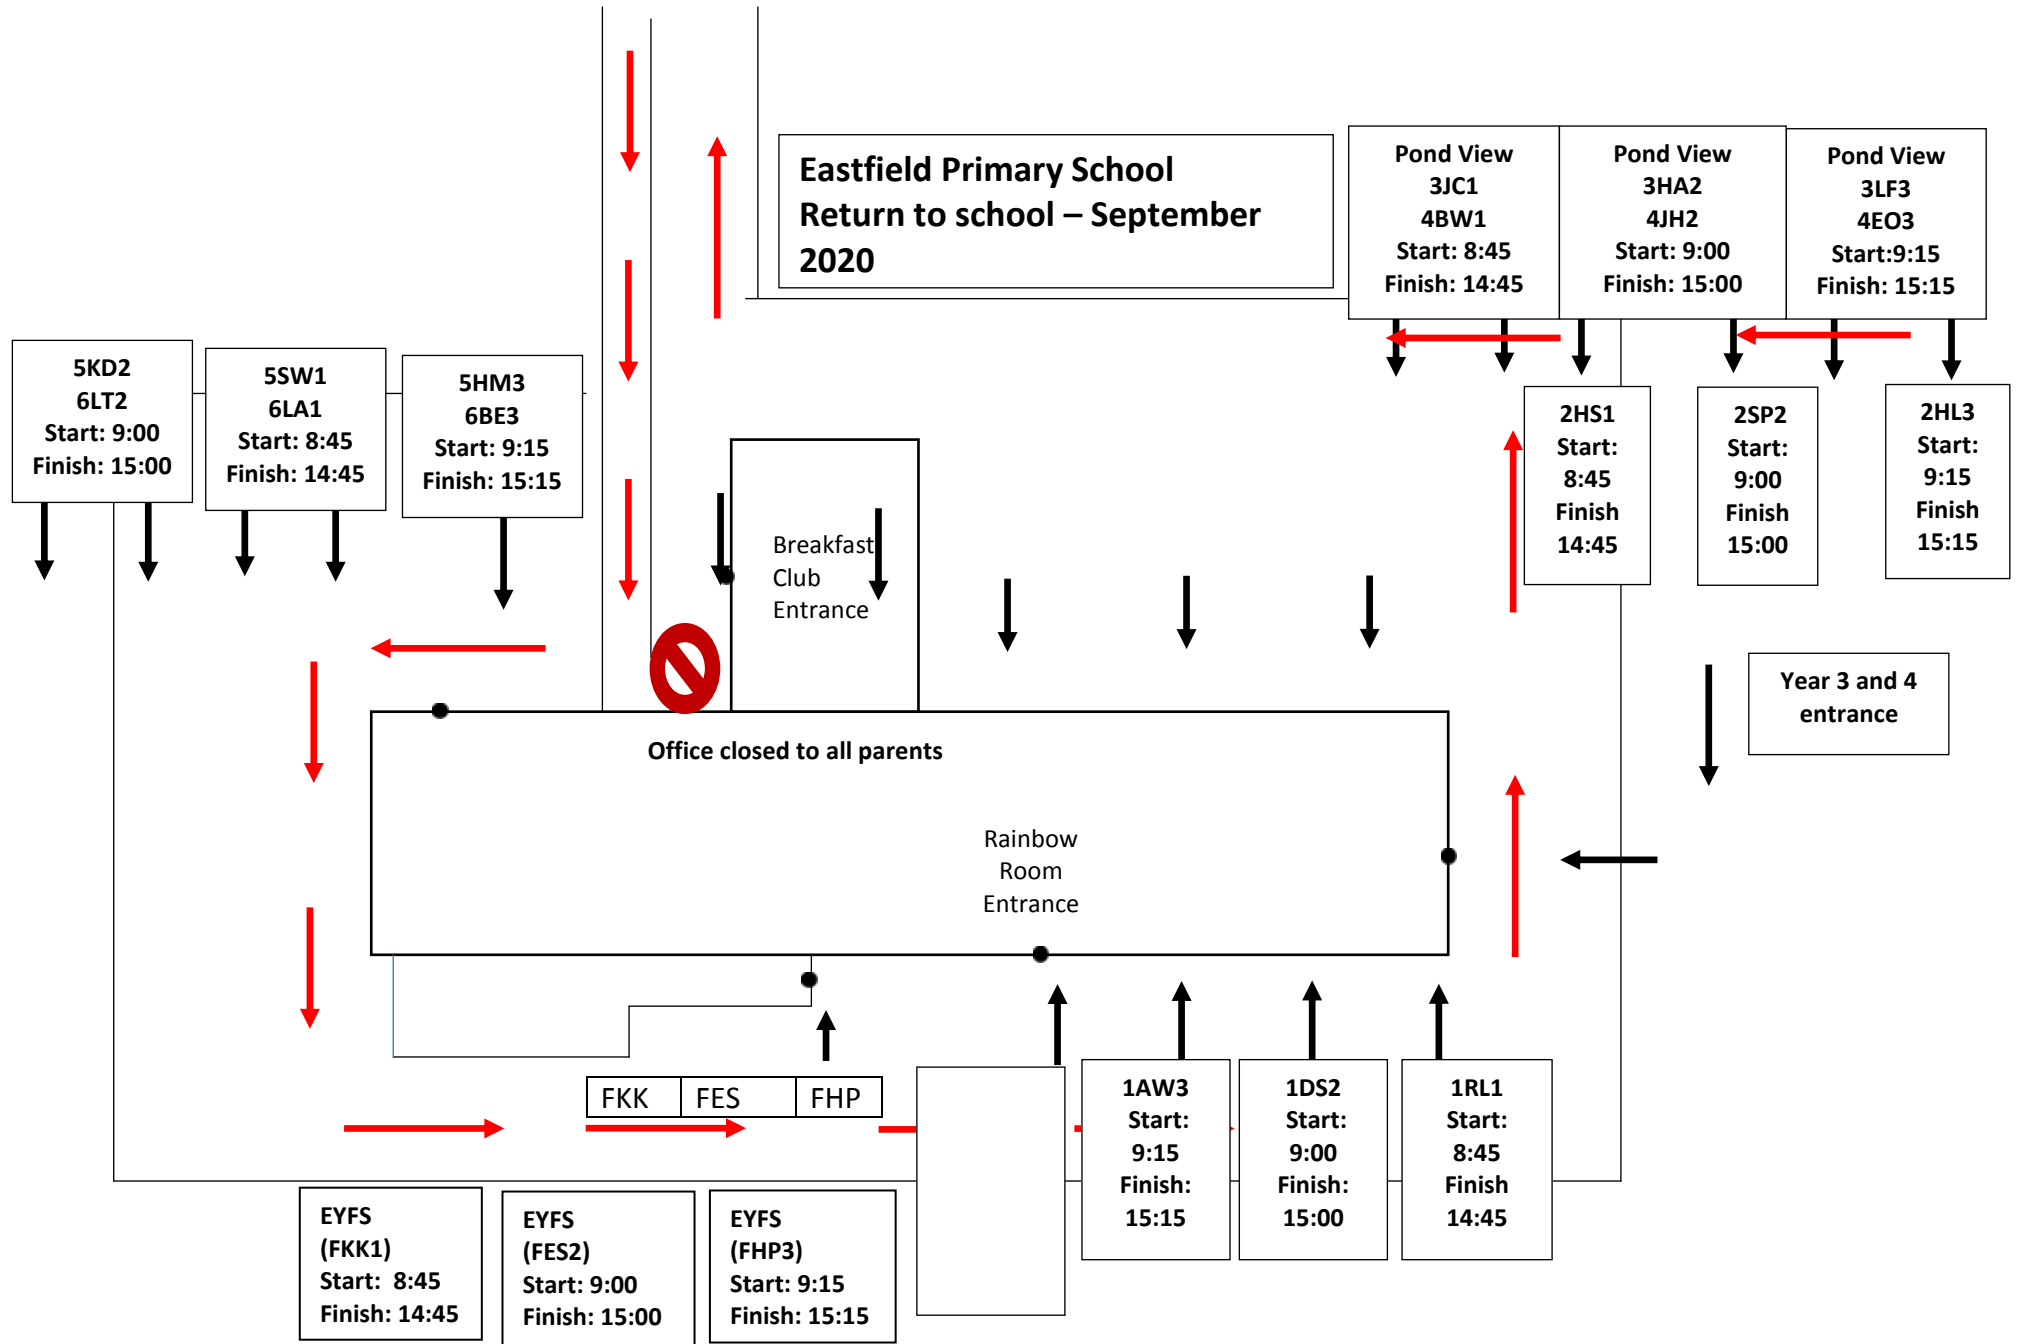 Eastfield Primary School
Return to school – September
2020
Pond View
3JC1
4BW1
Start: 8:45
Finish: 14:45
Pond View
3HA2
4JH2
Start: 9:00
Finish: 15:00
Pond View
3LF3
4EO3
Start:9:15
Finish: 15:15
5KD2
6LT2
Start: 9:00
Finish: 15:00
5SW1
6LA1
Start: 8:45
Finish: 14:45
5HM3
6BE3
Start: 9:15
Finish: 15:15
2HS1
Start:
8:45
Finish
14:45
2SP2
Start:
9:00
Finish
15:00
2HL3
Start:
9:15
Finish
15:15
Breakfast
Club
Entrance
Year 3 and 4
entrance
Office closed to all parents
Rainbow
Room
Entrance
FKK
FES
FHP
1AW3
Start:
9:15
Finish:
15:15
1DS2
Start:
9:00
Finish:
15:00
1RL1
Start:
8:45
Finish
14:45
EYFS
(FKK1)
Start:  8:45
Finish: 14:45
EYFS
(FES2)
Start: 9:00
Finish: 15:00
EYFS
(FHP3)
Start: 9:15
Finish: 15:15